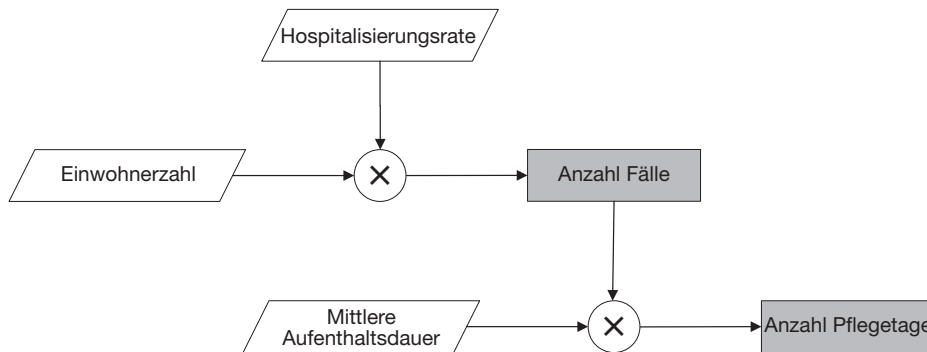 Hospitalisierungsrate
Einwohnerzahl
Anzahl Fälle
Mittlere
Aufenthaltsdauer
Anzahl Pflegetage